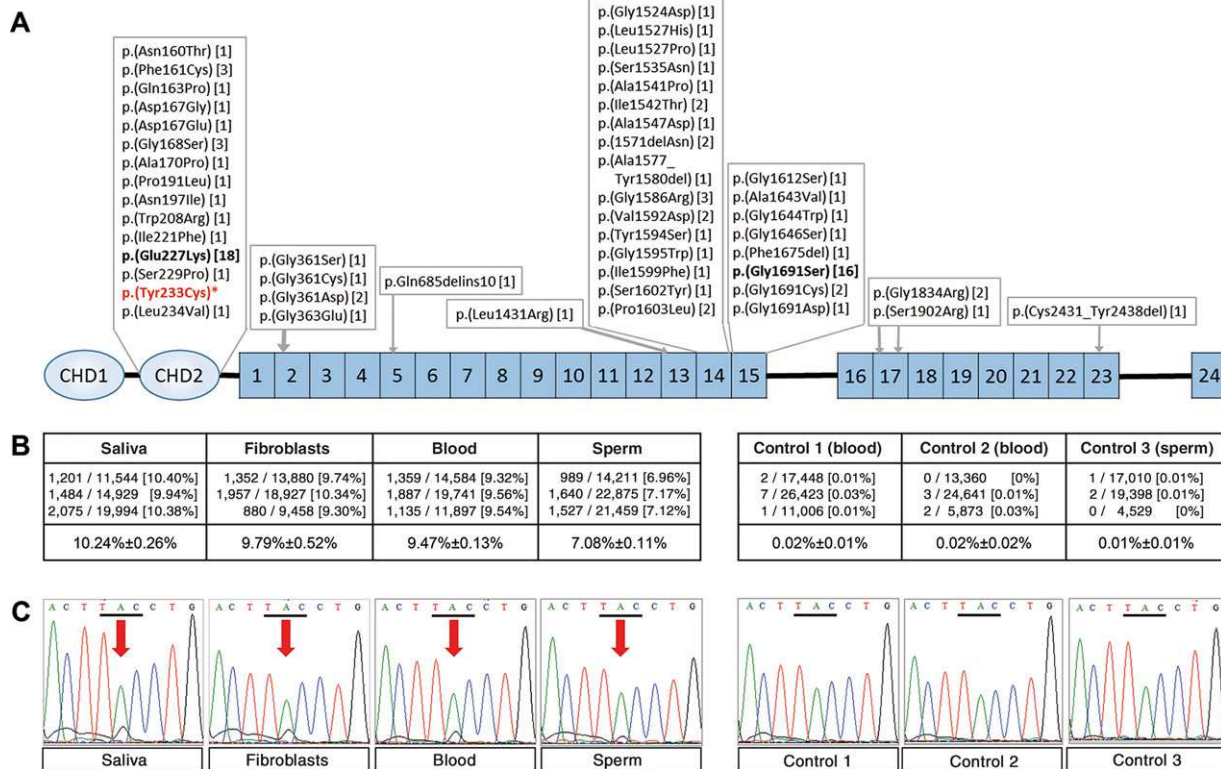 A
p.(Asn160Thr) [1]
p.(Phe161Cys) [3]
p.(Gln163Pro) [1]
p.(Asp167Gly) [1]
p.(Asp167Glu) [1]
p.(Gly168Ser) [3]
p.(Ala170Pro) [1]
p.(Pro191Leu) [1]
p.(Asn197Ile) [1]
p.(Trp208Arg) [1]
p.(Ile221Phe) [1]
p.(Glu227Lys) [18]
p.(Ser229Pro) [1]
p.(Tyr233Cys)*
p.(Leu234Val) [1]
p.(Gly361Ser) [1]
p.(Gly361Cys) [1]
p.(Gly361Asp) [2]
p.(Gly363Glu) [1]
p.Gln685delins10 [1]
p.(Leu1431Arg) [1]
p.(Gly1524Asp) [1]
p.(Leu1527His) [1]
p.(Leu1527Pro) [1]
p.(Ser1535Asn) [1]
p.(Ala1541Pro) [1]
p.(Ile1542Thr) [2]
p.(Ala1547Asp) [1]
p.(1571delAsn) [2]
p.(Ala1577_
Tyr1580del) [1]
p.(Gly1586Arg) [3]
p.(Val1592Asp) [2]
p.(Tyr1594Ser) [1]
p.(Gly1595Trp) [1]
p.(Ile1599Phe) [1]
p.(Ser1602Tyr) [1]
p.(Pro1603Leu) [2]
p.(Gly1612Ser) [1]
p.(Ala1643Val) [1]
p.(Gly1644Trp) [1]
p.(Gly1646Ser) [1]
p.(Phe1675del) [1]
p.(Gly1691Ser) [16]
p.(Gly1691Cys) [2]
p.(Gly1691Asp) [1]
p.(Gly1834Arg) [2]
p.(Ser1902Arg) [1]
p.(Cys2431_Tyr2438del) [1]
CHD1 CHD2 1 2 3 4 5 6 7 8 9 10 11 12 13 14 15 16 17 18 19 20 21 22 23 24
B
Saliva Fibroblasts Blood Sperm Control 1 (blood) Control 2 (blood) Control 3 (sperm)
1,201 / 11,544 [10.40%] 1,352 / 13,880 [9.74%] 1,359 / 14,584 [9.32%] 989 / 14,211 [6.96%] 2 / 17,448 [0.01%] 0 / 13,360 [0%] 1 / 17,010 [0.01%]
1,484 / 14,929 [9.94%] 1,957 / 18,927 [10.34%] 1,887 / 19,741 [9.56%] 1,640 / 22,875 [7.17%] 7 / 26,423 [0.03%] 3 / 24,641 [0.01%] 2 / 19,398 [0.01%]
2,075 / 19,994 [10.38%] 880 / 9,458 [9.30%] 1,135 / 11,897 [9.54%] 1,527 / 21,459 [7.12%] 1 / 11,006 [0.01%] 2 / 5,873 [0.03%] 0 / 4,529 [0%]
10.24%±0.26% 9.79%±0.52% 9.47%±0.13% 7.08%±0.11% 0.02%±0.01% 0.02%±0.02% 0.01%±0.01%
C
A C T T A C C T G A C T T A C C T G A C T T A C C T G A C T T A C C T G A C T T A C C T G A C T T A C C T G A C T T A C C T G
Saliva Fibroblasts Blood Sperm Control 1 Control 2 Control 3